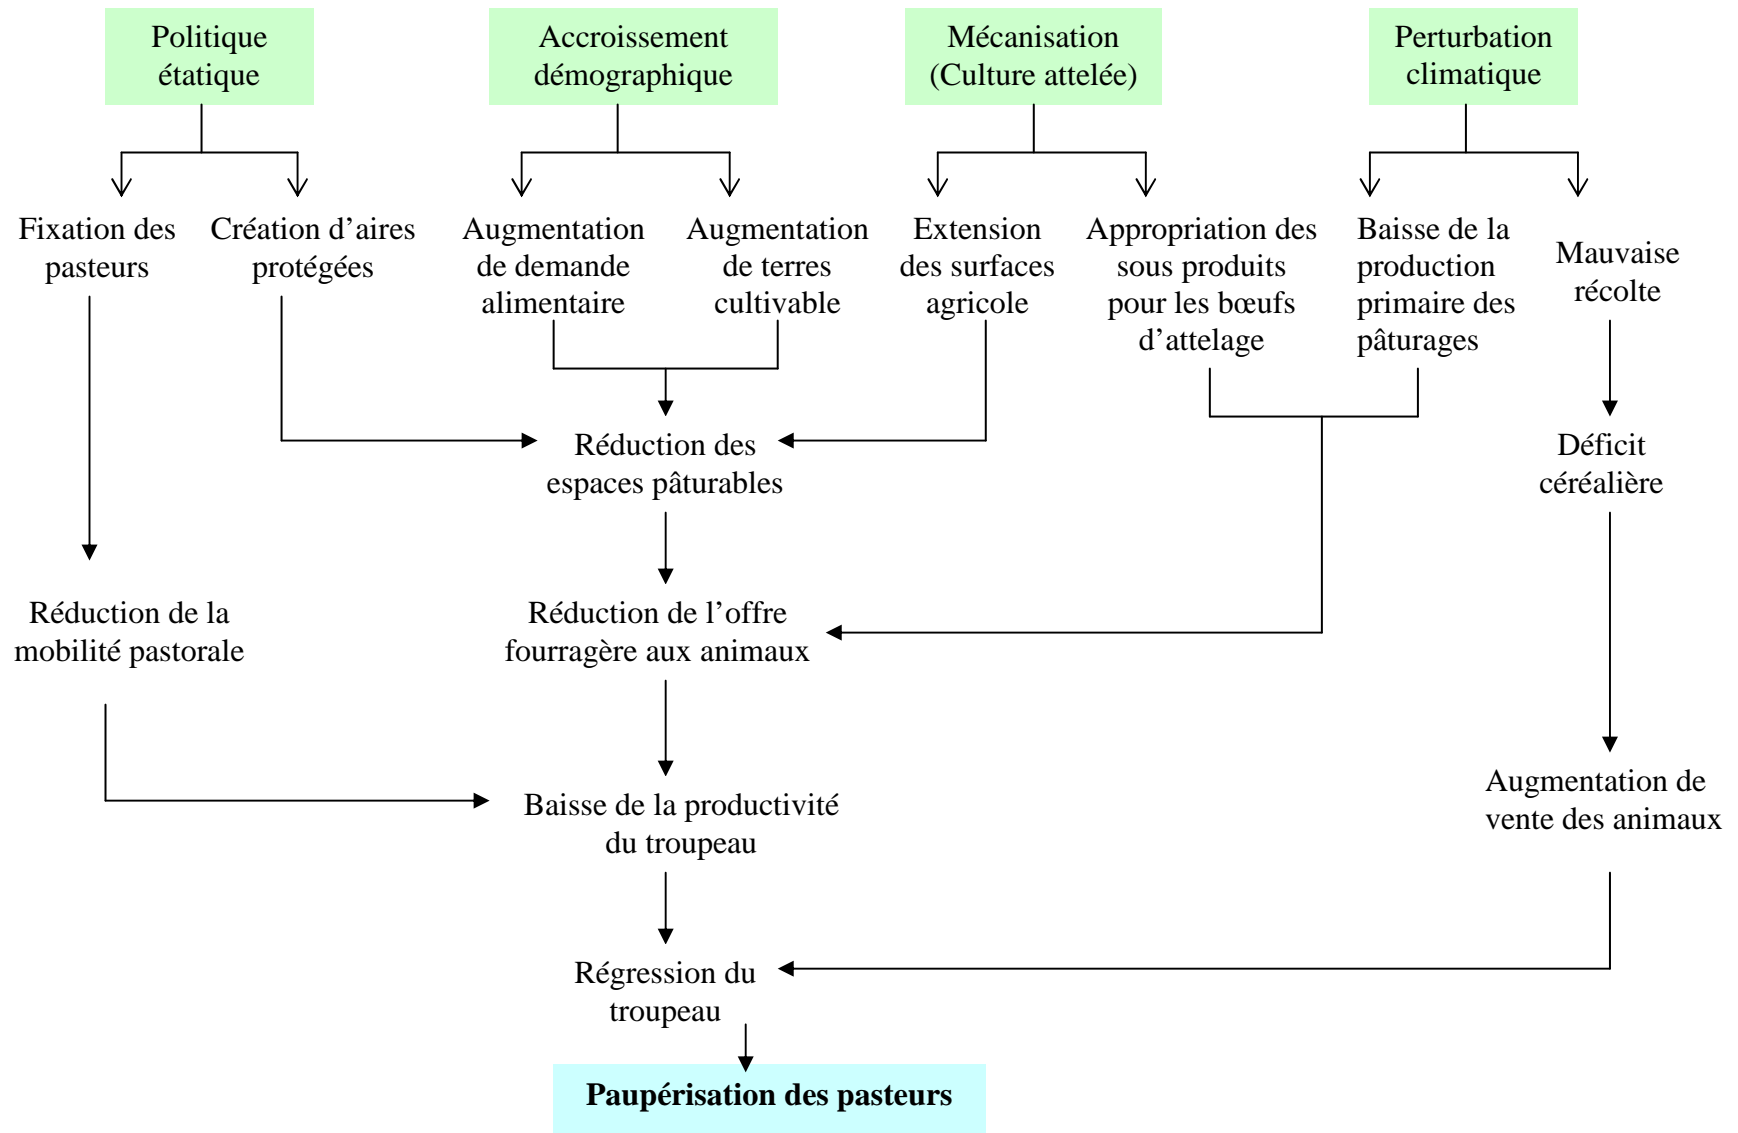 Politique
étatique
Accroissement
démographique
Mécanisation
(Culture attelée)
Perturbation
climatique
Fixation des
pasteurs
Création d’aires
protégées
Augmentation
de demande
alimentaire
Augmentation
de terres
cultivable
Extension
des surfaces
agricole
Appropriation des
sous produits
pour les bœufs
d’attelage
Baisse de la
production
primaire des
pâturages
Mauvaise
récolte
Réduction des
espaces pâturables
Déficit
céréalière
Réduction de la
mobilité pastorale
Réduction de l’offre
fourragère aux animaux
Baisse de la productivité
du troupeau
Augmentation de
vente des animaux
Régression du
troupeau
Paupérisation des pasteurs